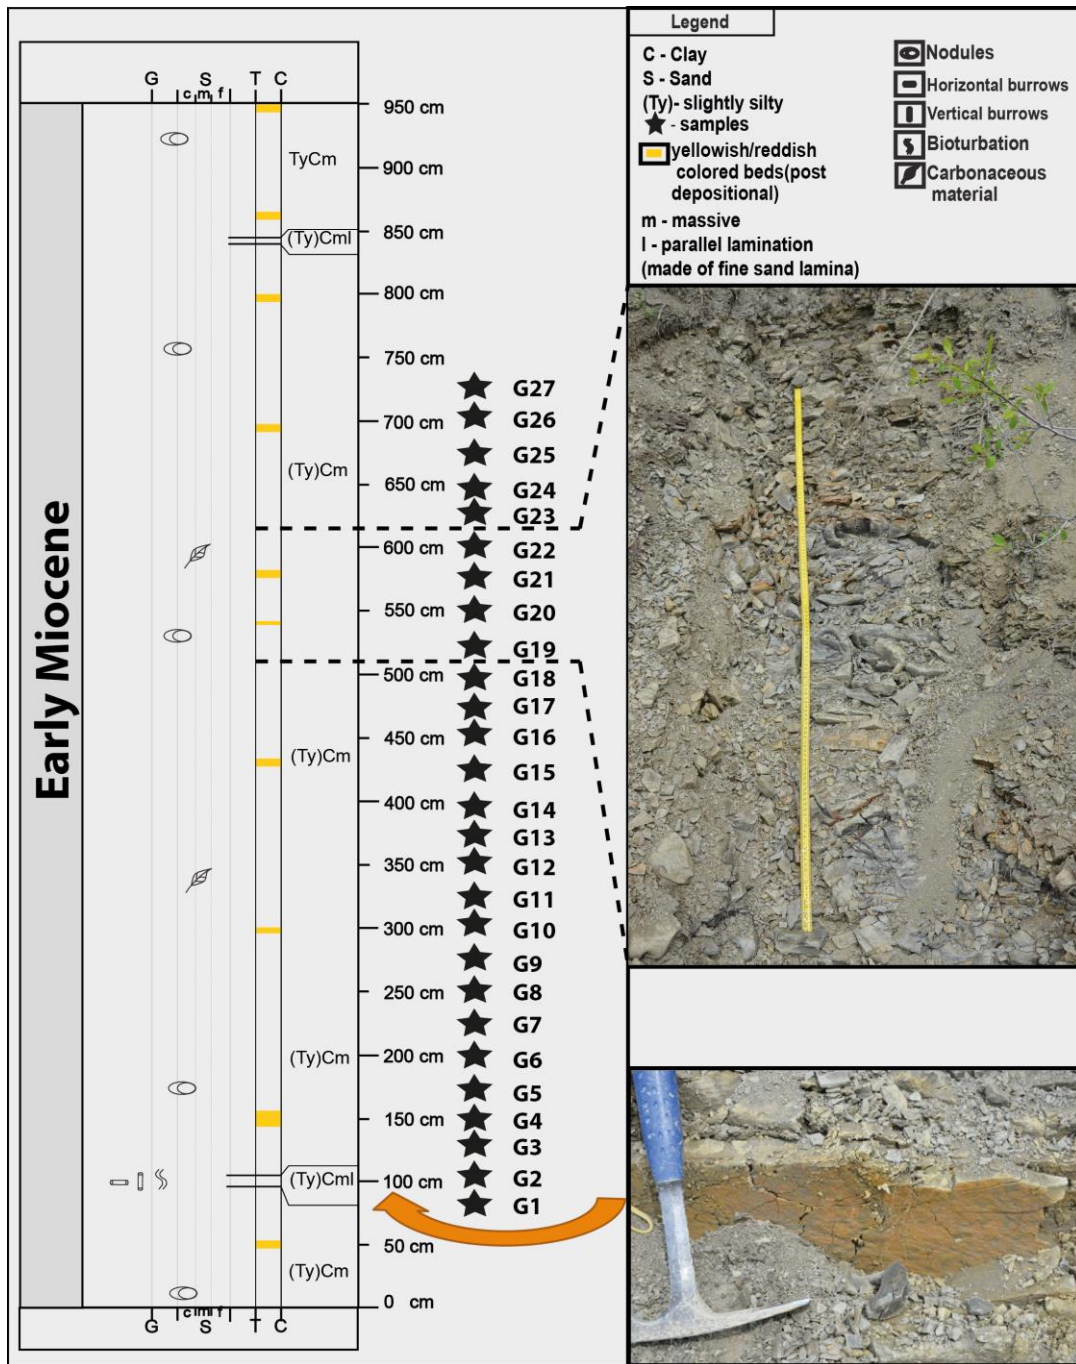 Legend
C - Clay
S - Sand
(Ty)- slightly silty
- samples
yellowish/reddish
colored beds(post
depositional)
m - massive
l - parallel lamination
(made of fine sand lamina)
Nodules
Horizontal burrows
Vertical burrows
Bioturbation
Carbonaceous
material
G S T C
c m f
950 cm
TyCm
900 cm
850 cm
(Ty)Cml
800 cm
750 cm
G27
700 cm
G26
G25
(Ty)Cm
650 cm
G24
G23
600 cm
G22
G21
550 cm
G20
G19
500 cm
G18
G17
450 cm
G16
(Ty)Cm
G15
400 cm
G14
G13
350 cm
G12
G11
300 cm
G10
G9
250 cm
G8
G7
200 cm
G6
(Ty)Cm
G5
150 cm
G4
G3
100 cm
G2
(Ty)Cml
G1
50 cm
(Ty)Cm
0 cm
c m f
G S T C
Early Miocene